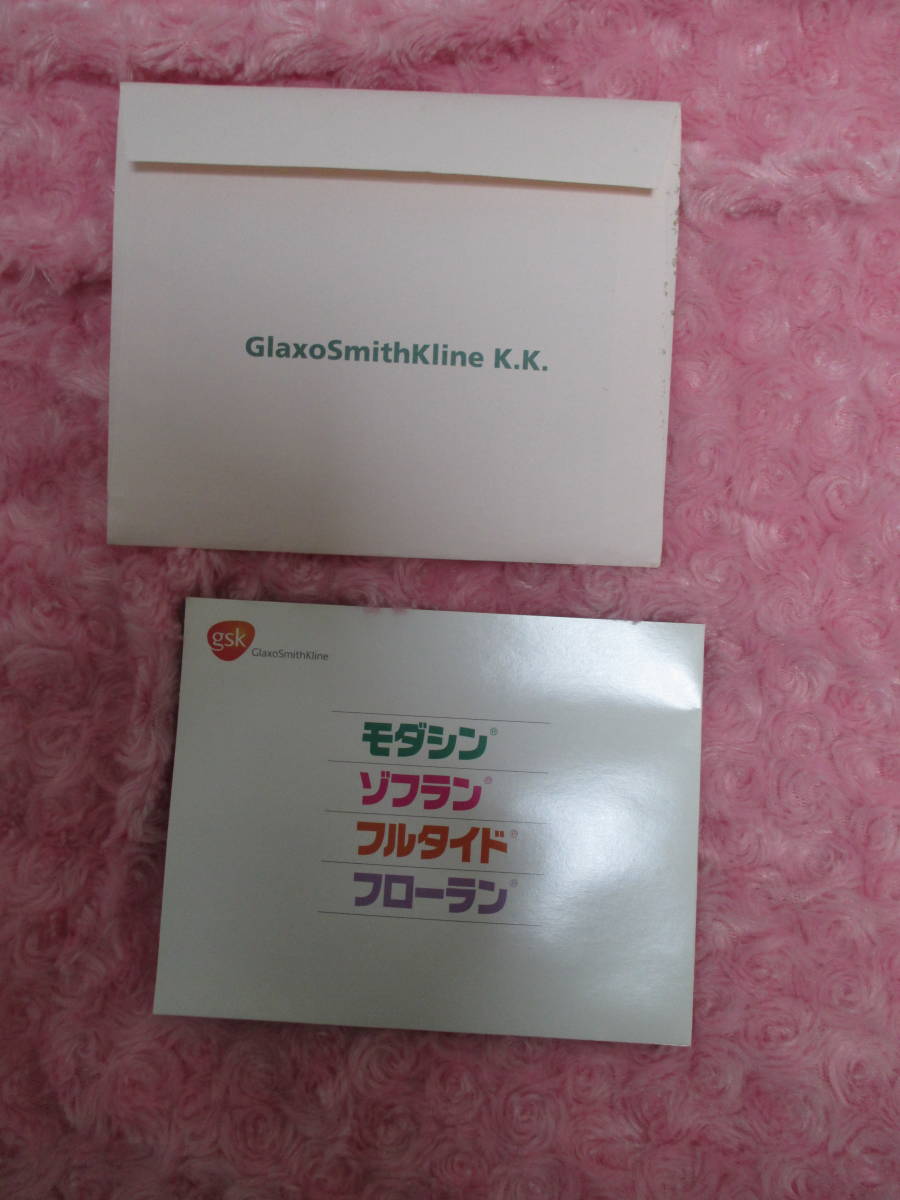 GlaxoSmithKline K.K.
gsk
GlaxoSmithKline
モダシン®
ゾフラン®
フルタイド®
フローラン®